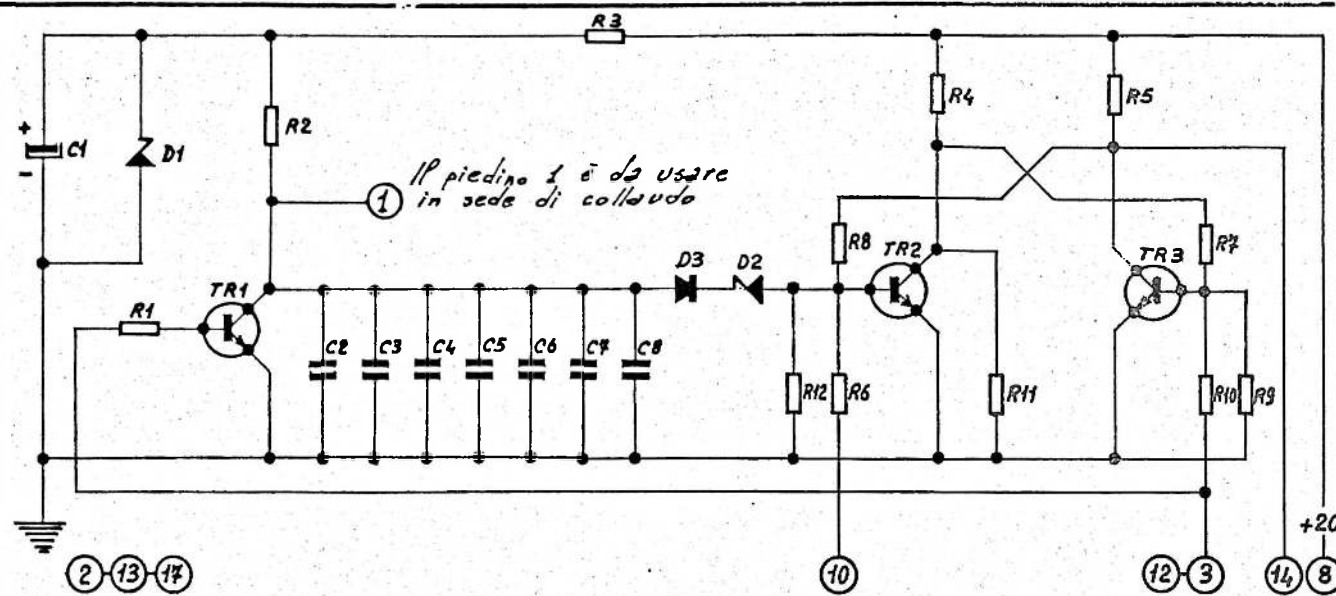 R3
R4
R5
+
C1
-
D1
R2
1
Il piedino 1 è da usare
in sede di collaudo
R8
TR2
TR3
R7
D3
D2
TR1
R1
C2
C3
C4
C5
C6
C7
C8
R12
R6
R11
R10
R9
+20
2
13
17
10
12
3
14
8